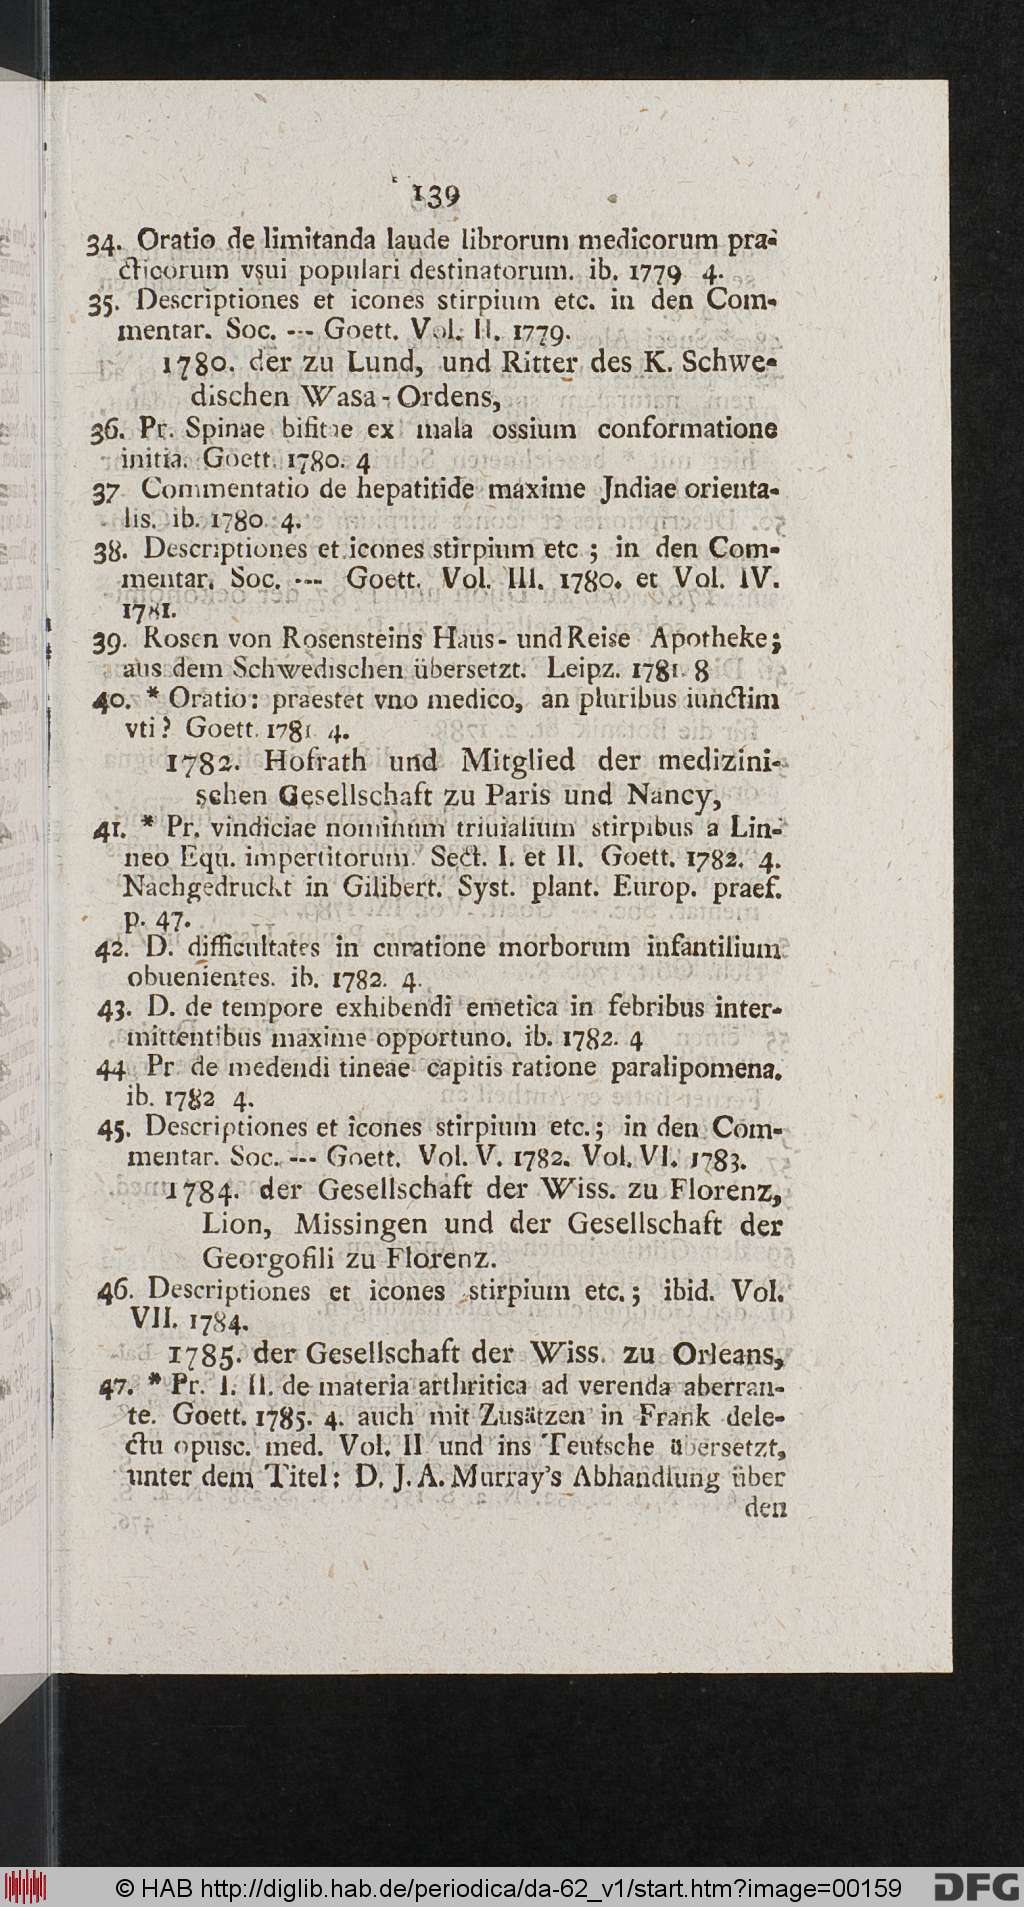 139
34. Oratio de limitanda laude librorum medicorum pra-
cticorum vsui populari destinatorum. ib. 1779 4.
35. Descriptiones et icones stirpium etc. in den Com-
mentar. Soc. --- Goett. Vol. II. 1779.
1780. der zu Lund, und Ritter des K. Schwe-
dischen Wasa-Ordens,
36. Pr. Spinae bifidae ex mala ossium conformatione
initia. Goett. 1780. 4
37 Commentatio de hepatitide maxime Jndiae orienta-
lis. ib. 1780. 4.
38. Descriptiones et icones stirpium etc ; in den Com-
mentar. Soc. --- Goett. Vol. III. 1780. et Vol. IV.
1781.
39. Rosen von Rosensteins Haus- und Reise Apotheke;
aus dem Schwedischen übersetzt. Leipz. 1781. 8
40. * Oratio: praestet vno medico, an pluribus iunctim
vti? Goett. 1781 4.
1782. Hofrath und Mitglied der medizini-
schen Gesellschaft zu Paris und Nancy,
41. * Pr. vindiciae nominum triuialium stirpibus a Lin-
neo Equ. impertitorum. Sect. I. et II. Goett. 1782. 4.
Nachgedruckt in Gilibert. Syst. plant. Europ. praef.
p. 47.
42. D. difficultates in curatione morborum infantilium
obuenientes. ib. 1782. 4.
43. D. de tempore exhibendi emetica in febribus inter-
mittentibus maxime opportuno. ib. 1782. 4
44 Pr de medendi tineae capitis ratione paralipomena.
ib. 1782 4.
45. Descriptiones et icones stirpium etc.; in den Com-
mentar. Soc. --- Goett. Vol. V. 1782. Vol. VI. 1783.
1784. der Gesellschaft der Wiss. zu Florenz,
Lion, Missingen und der Gesellschaft der
Georgofili zu Florenz.
46. Descriptiones et icones stirpium etc.; ibid. Vol.
VII. 1784.
1785. der Gesellschaft der Wiss. zu Orleans,
47. * Pr. I. II. de materia arthritica ad verenda aberran-
te. Goett. 1785. 4. auch mit Zusätzen in Frank dele-
ctu opusc. med. Vol. II und ins Teutsche übersetzt,
unter dem Titel: D. J. A. Murray's Abhandlung über
den
© HAB http://diglib.hab.de/periodica/da-62_v1/start.htm?image=00159
DFG